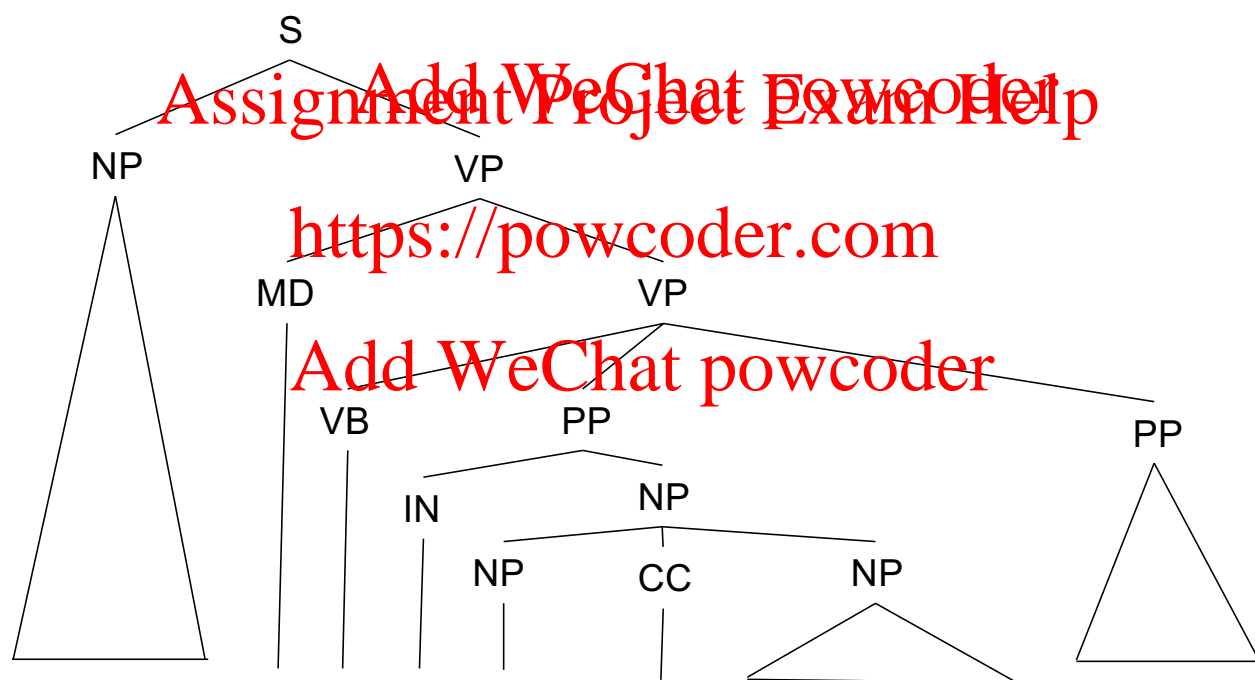 S
Add WeChat powcoder
Assignment Project Exam Help
NP VP
https://powcoder.com
MD VP
Add WeChat powcoder
VB PP PP
IN NP
NP CC NP